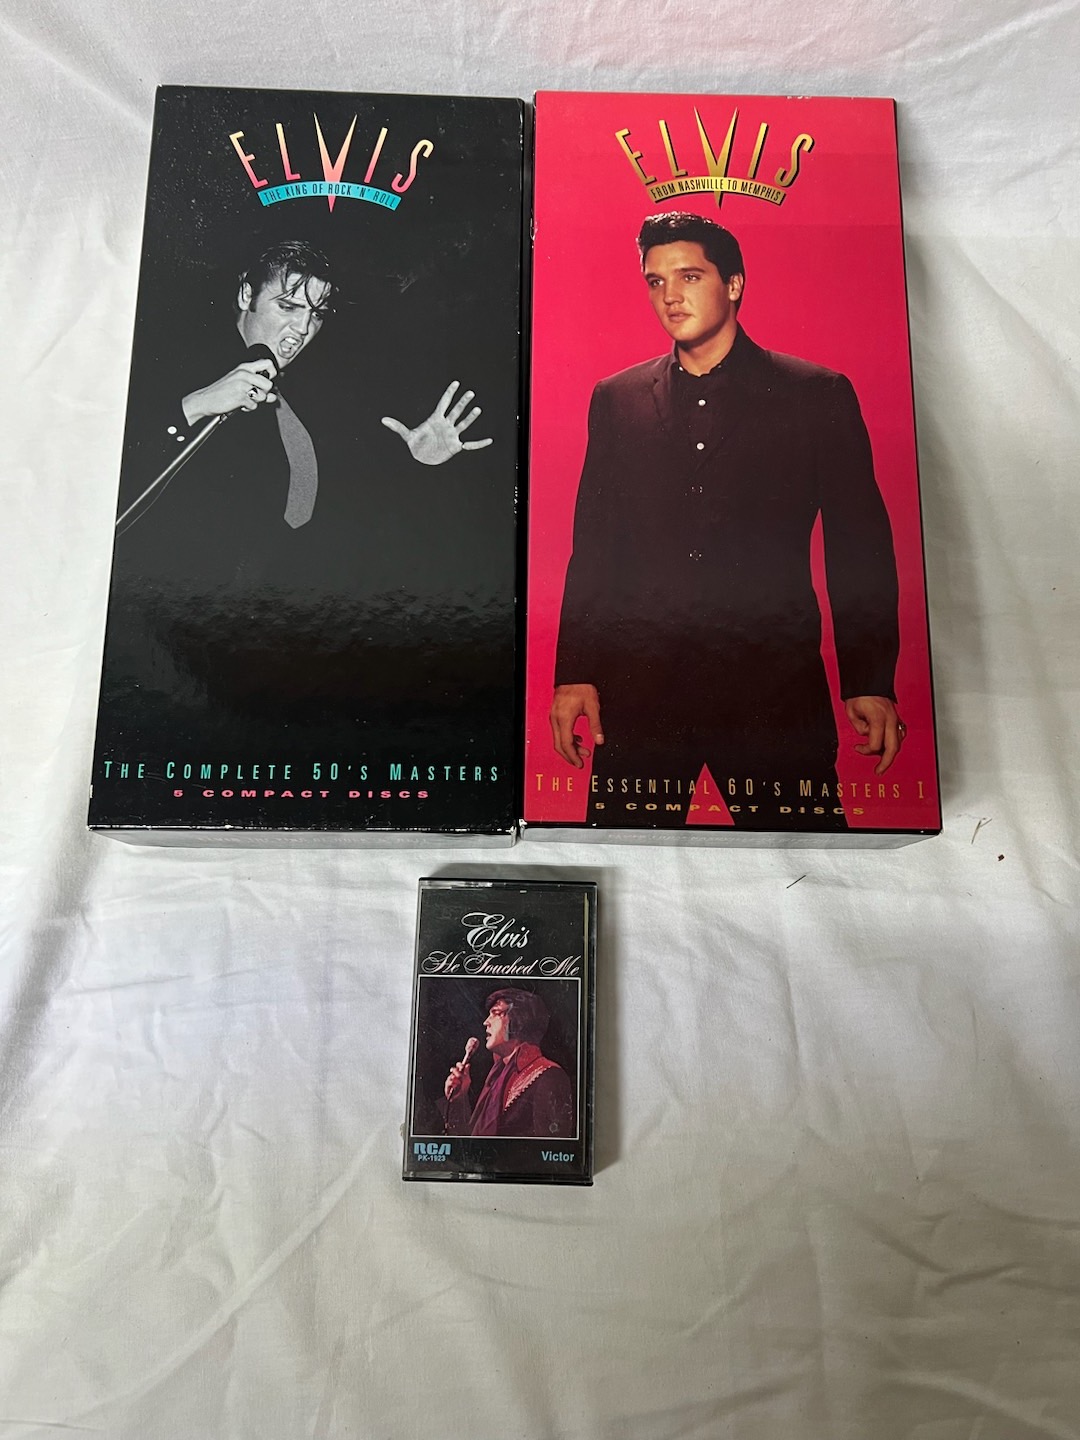 ELVIS
THE KING OF ROCK 'N' ROLL
THE COMPLETE 50'S MASTERS
5 COMPACT DISCS
ELVIS
FROM NASHVILLE TO MEMPHIS
THE ESSENTIAL 60'S MASTERS I
5 COMPACT DISCS
Elvis
He Touched Me
RCA
PK-1923
Victor